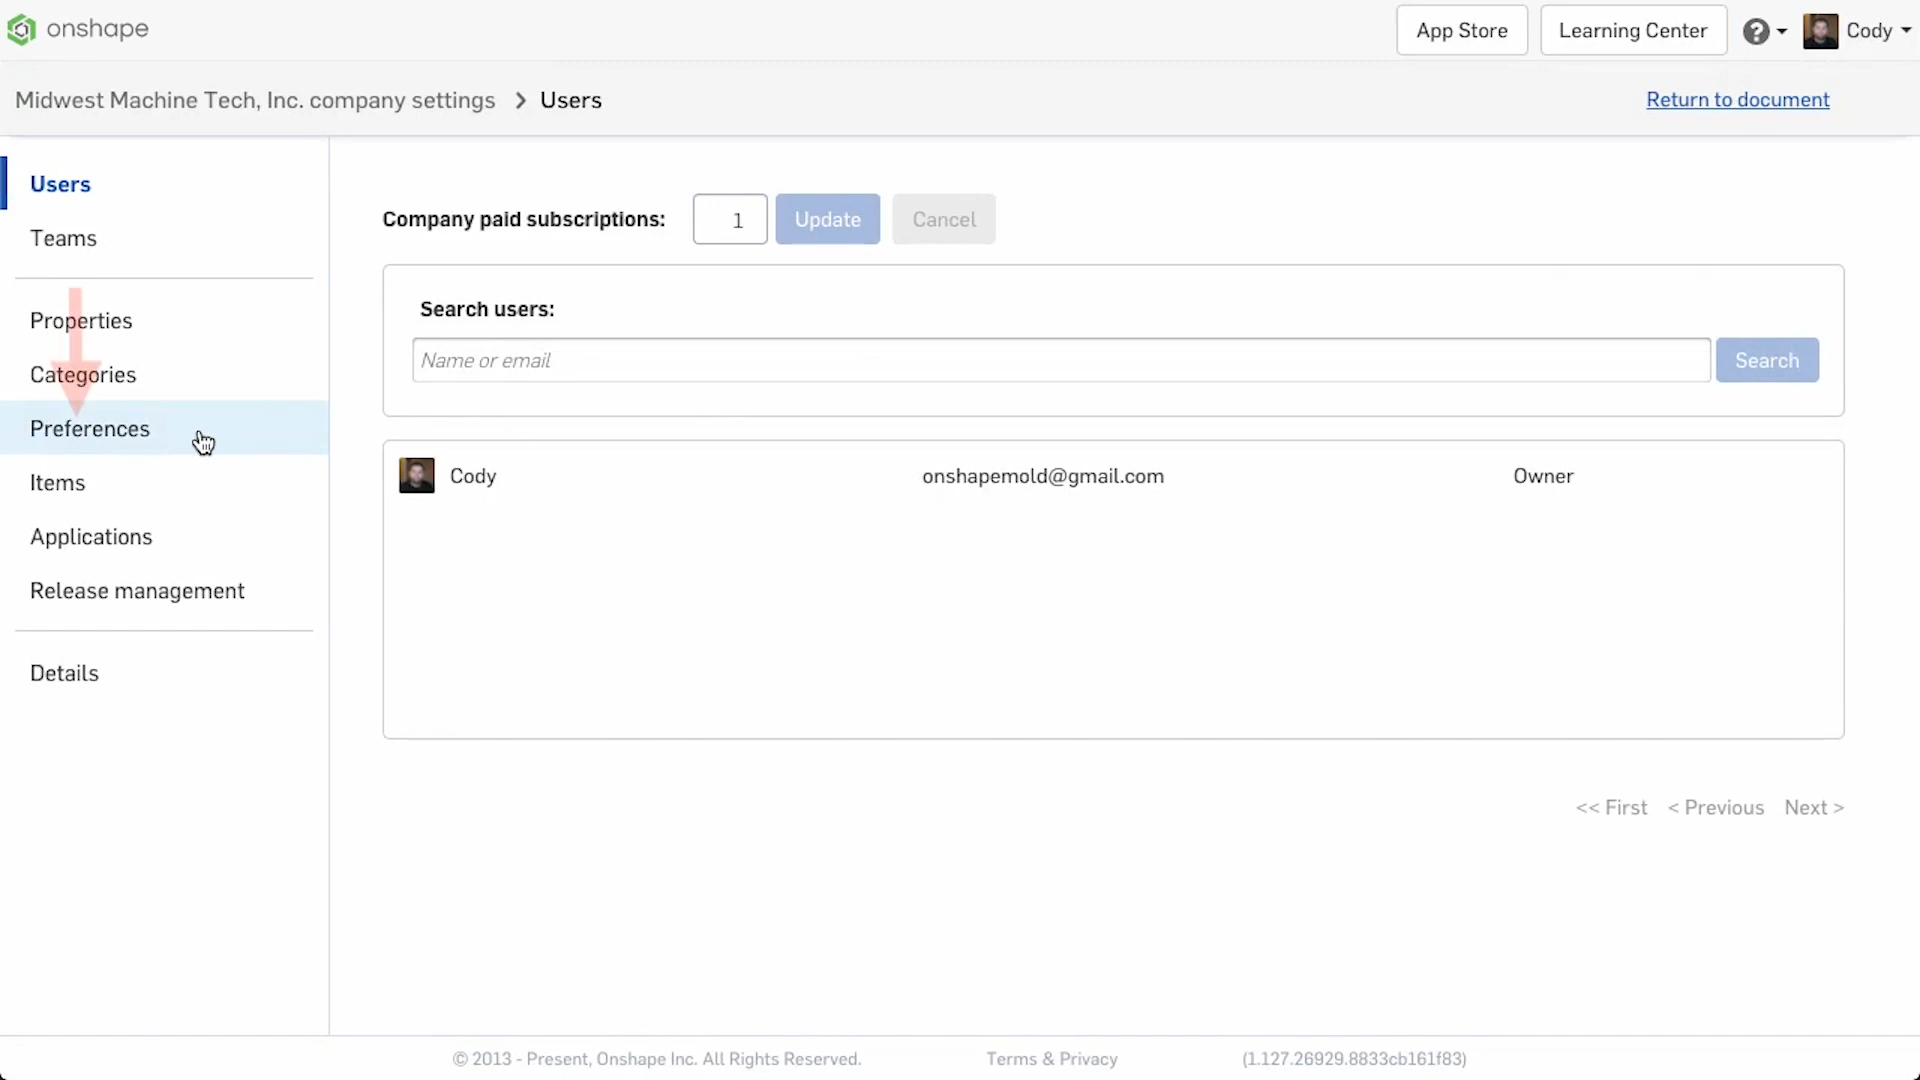 onshape
App Store
Learning Center
Cody
Midwest Machine Tech, Inc. company settings > Users
Return to document
Users
Teams
Properties
Categories
Preferences
Items
Applications
Release management
Details
Company paid subscriptions: 1 Update Cancel
Search users:
Name or email
Search
Cody onshapemold@gmail.com Owner
<< First < Previous Next >
© 2013 - Present, Onshape Inc. All Rights Reserved. Terms & Privacy (1.127.26929.8833cb161f83)